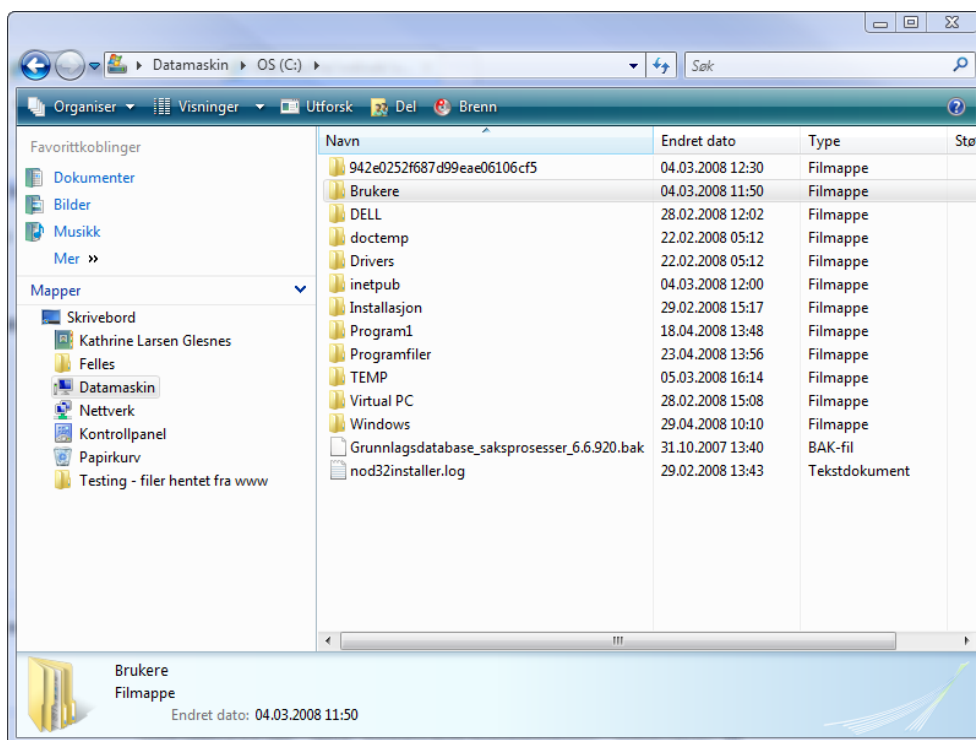 Datamaskin OS (C:) Søk
Organiser Visninger Utforsk Del Brenn
Favorittkoblinger
Dokumenter
Bilder
Musikk
Mer »
Mapper
Skrivebord
Kathrine Larsen Glesnes
Felles
Datamaskin
Nettverk
Kontrollpanel
Papirkurv
Testing - filer hentet fra www
Navn Endret dato Type Stø
942e0252f687d99eae06106cf5 04.03.2008 12:30 Filmappe
Brukere 04.03.2008 11:50 Filmappe
DELL 28.02.2008 12:02 Filmappe
doctemp 22.02.2008 05:12 Filmappe
Drivers 22.02.2008 05:12 Filmappe
inetpub 04.03.2008 12:00 Filmappe
Installasjon 29.02.2008 15:17 Filmappe
Program1 18.04.2008 13:48 Filmappe
Programfiler 23.04.2008 13:56 Filmappe
TEMP 05.03.2008 16:14 Filmappe
Virtual PC 28.02.2008 15:08 Filmappe
Windows 29.04.2008 10:10 Filmappe
Grunnlagsdatabase_saksprosesser_6.6.920.bak 31.10.2007 13:40 BAK-fil
nod32installer.log 29.02.2008 13:43 Tekstdokument
Brukere
Filmappe
Endret dato: 04.03.2008 11:50